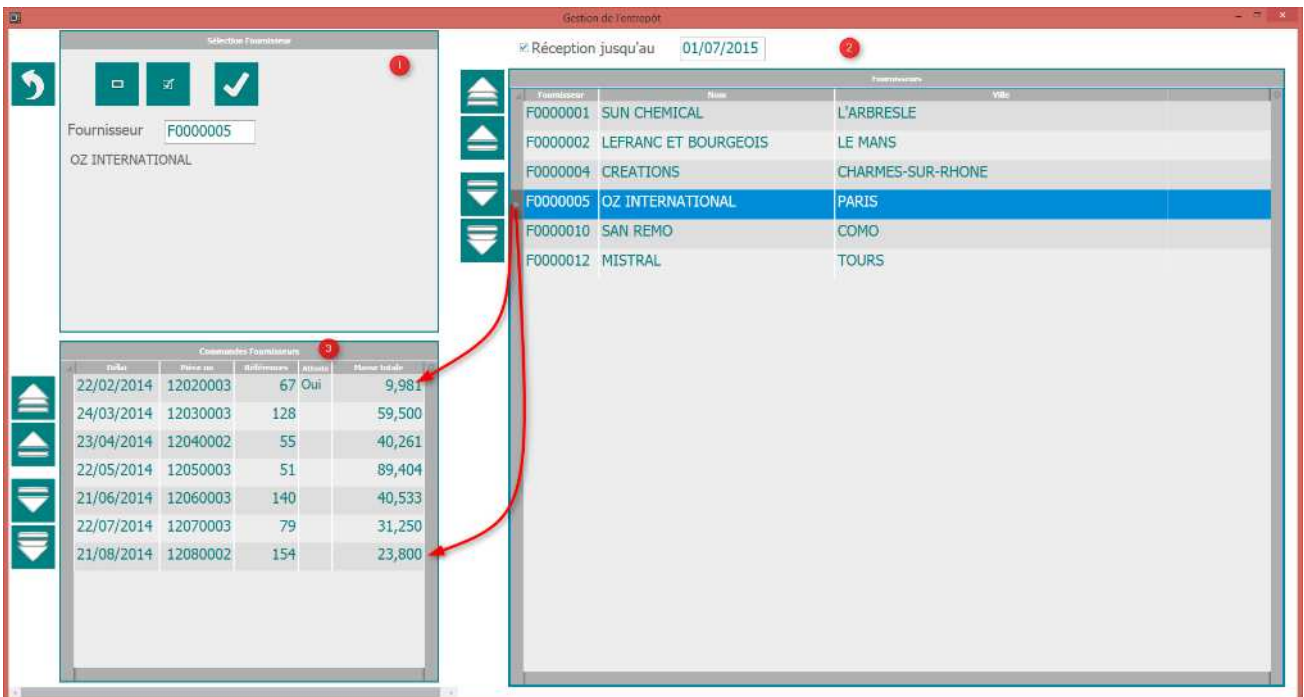 Gestion de l'entrepôt
Sélection Fournisseur
1
Fournisseur F0000005
OZ INTERNATIONAL
Réception jusqu'au 01/07/2015
2
Fournisseurs
Fournisseur Nom Ville
F0000001 SUN CHEMICAL L'ARBRESLE
F0000002 LEFRANC ET BOURGEOIS LE MANS
F0000004 CREATIONS CHARMES-SUR-RHONE
F0000005 OZ INTERNATIONAL PARIS
F0000010 SAN REMO COMO
F0000012 MISTRAL TOURS
Commandes Fournisseurs
3
Délai Pièce no Références Attente Masse totale
22/02/2014 12020003 67 Oui 9,981
24/03/2014 12030003 128 59,500
23/04/2014 12040002 55 40,261
22/05/2014 12050003 51 89,404
21/06/2014 12060003 140 40,533
22/07/2014 12070003 79 31,250
21/08/2014 12080002 154 23,800